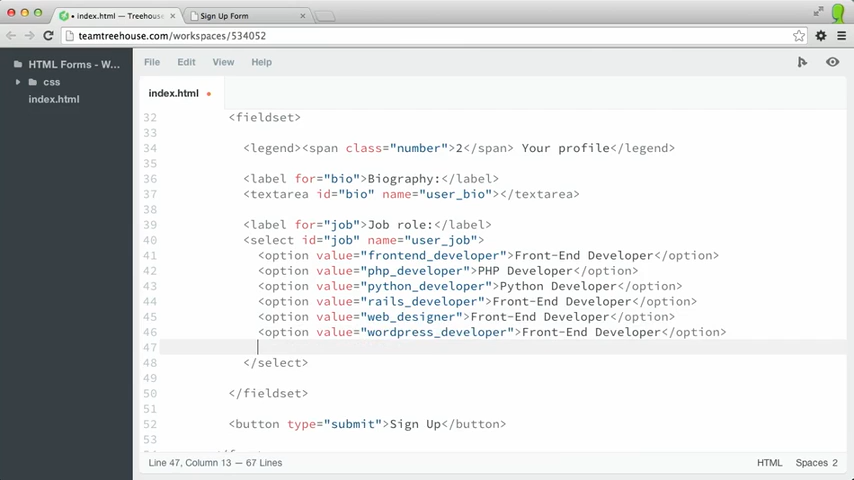 index.html — Treehouse
Sign Up Form
teamtreehouse.com/workspaces/534052
HTML Forms - W...
css
index.html
File Edit View Help
index.html
32 <fieldset>
33
34 <legend><span class="number">2</span> Your profile</legend>
35
36 <label for="bio">Biography:</label>
37 <textarea id="bio" name="user_bio"></textarea>
38
39 <label for="job">Job role:</label>
40 <select id="job" name="user_job">
41 <option value="frontend_developer">Front-End Developer</option>
42 <option value="php_developer">PHP Developer</option>
43 <option value="python_developer">Python Developer</option>
44 <option value="rails_developer">Front-End Developer</option>
45 <option value="web_designer">Front-End Developer</option>
46 <option value="wordpress_developer">Front-End Developer</option>
47
48 </select>
49
50 </fieldset>
51
52 <button type="submit">Sign Up</button>
53
Line 47, Column 13 — 67 Lines
HTML Spaces 2